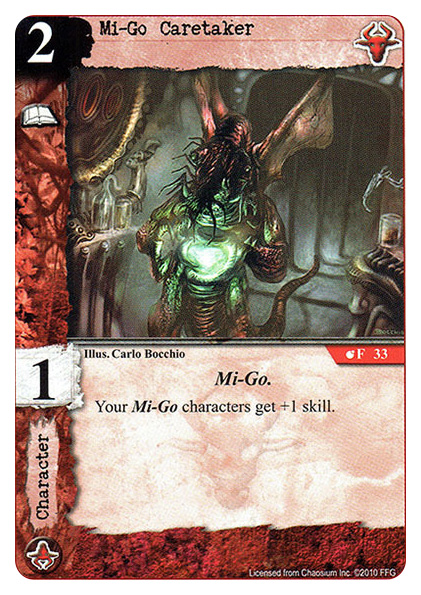 2
Mi-Go Caretaker
Illus. Carlo Bocchio
F 33
1
Mi-Go.
Your Mi-Go characters get +1 skill.
Character
Licensed from Chaosium Inc. ©2010 FFG